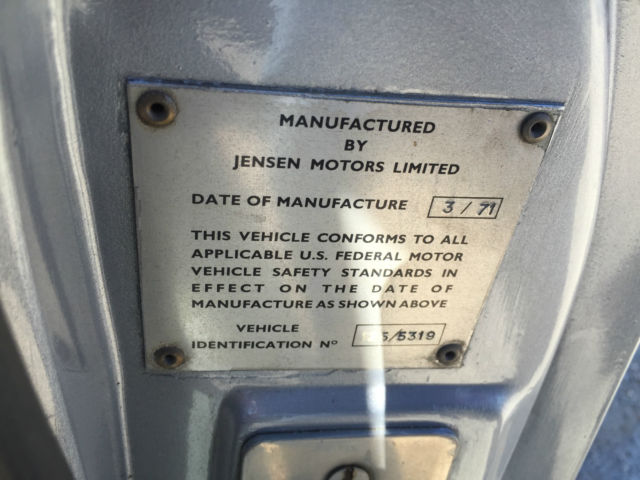 MANUFACTURED
BY
JENSEN MOTORS LIMITED
DATE OF MANUFACTURE 3/71
THIS VEHICLE CONFORMS TO ALL
APPLICABLE U.S. FEDERAL MOTOR
VEHICLE SAFETY STANDARDS IN
EFFECT ON THE DATE OF
MANUFACTURE AS SHOWN ABOVE
VEHICLE
IDENTIFICATION Nº